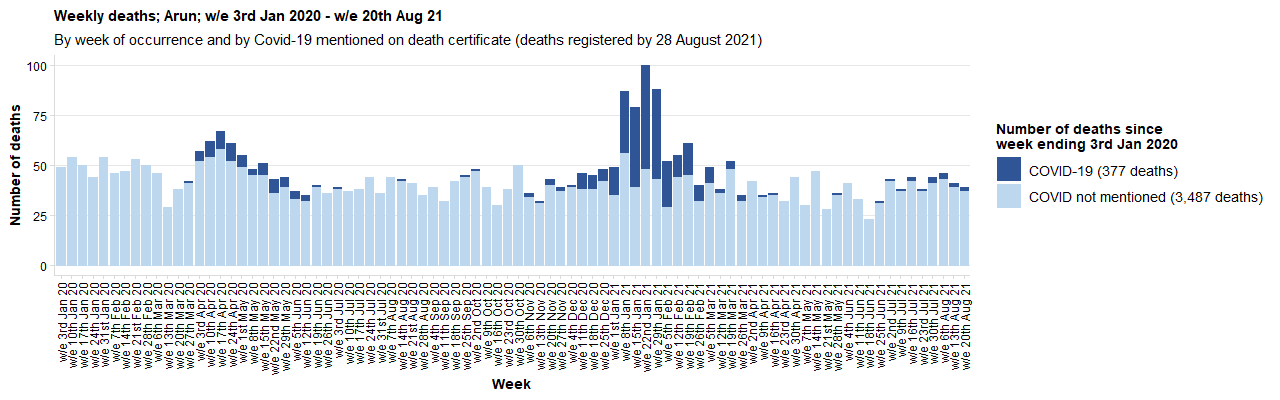 Weekly deaths; Arun; w/e 3rd Jan 2020 - w/e 20th Aug 21
By week of occurrence and by Covid-19 mentioned on death certificate (deaths registered by 28 August 2021)
Number of deaths
100
75
50
25
0
w/e 3rd Jan 20
w/e 10th Jan 20
w/e 17th Jan 20
w/e 24th Jan 20
w/e 31st Jan 20
w/e 7th Feb 20
w/e 14th Feb 20
w/e 21st Feb 20
w/e 28th Feb 20
w/e 6th Mar 20
w/e 13th Mar 20
w/e 20th Mar 20
w/e 27th Mar 20
w/e 3rd Apr 20
w/e 10th Apr 20
w/e 17th Apr 20
w/e 24th Apr 20
w/e 1st May 20
w/e 8th May 20
w/e 15th May 20
w/e 22nd May 20
w/e 29th May 20
w/e 5th Jun 20
w/e 12th Jun 20
w/e 19th Jun 20
w/e 26th Jun 20
w/e 3rd Jul 20
w/e 10th Jul 20
w/e 17th Jul 20
w/e 24th Jul 20
w/e 31st Jul 20
w/e 7th Aug 20
w/e 14th Aug 20
w/e 21st Aug 20
w/e 28th Aug 20
w/e 4th Sep 20
w/e 11th Sep 20
w/e 18th Sep 20
w/e 25th Sep 20
w/e 2nd Oct 20
w/e 9th Oct 20
w/e 16th Oct 20
w/e 23rd Oct 20
w/e 30th Oct 20
w/e 6th Nov 20
w/e 13th Nov 20
w/e 20th Nov 20
w/e 27th Nov 20
w/e 4th Dec 20
w/e 11th Dec 20
w/e 18th Dec 20
w/e 25th Dec 20
w/e 1st Jan 21
w/e 8th Jan 21
w/e 15th Jan 21
w/e 22nd Jan 21
w/e 29th Jan 21
w/e 5th Feb 21
w/e 12th Feb 21
w/e 19th Feb 21
w/e 26th Feb 21
w/e 5th Mar 21
w/e 12th Mar 21
w/e 19th Mar 21
w/e 26th Mar 21
w/e 2nd Apr 21
w/e 9th Apr 21
w/e 16th Apr 21
w/e 23rd Apr 21
w/e 30th Apr 21
w/e 7th May 21
w/e 14th May 21
w/e 21st May 21
w/e 28th May 21
w/e 4th Jun 21
w/e 11th Jun 21
w/e 18th Jun 21
w/e 25th Jun 21
w/e 2nd Jul 21
w/e 9th Jul 21
w/e 16th Jul 21
w/e 23rd Jul 21
w/e 30th Jul 21
w/e 6th Aug 21
w/e 13th Aug 21
w/e 20th Aug 21
Week
Number of deaths since
week ending 3rd Jan 2020
COVID-19 (377 deaths)
COVID not mentioned (3,487 deaths)